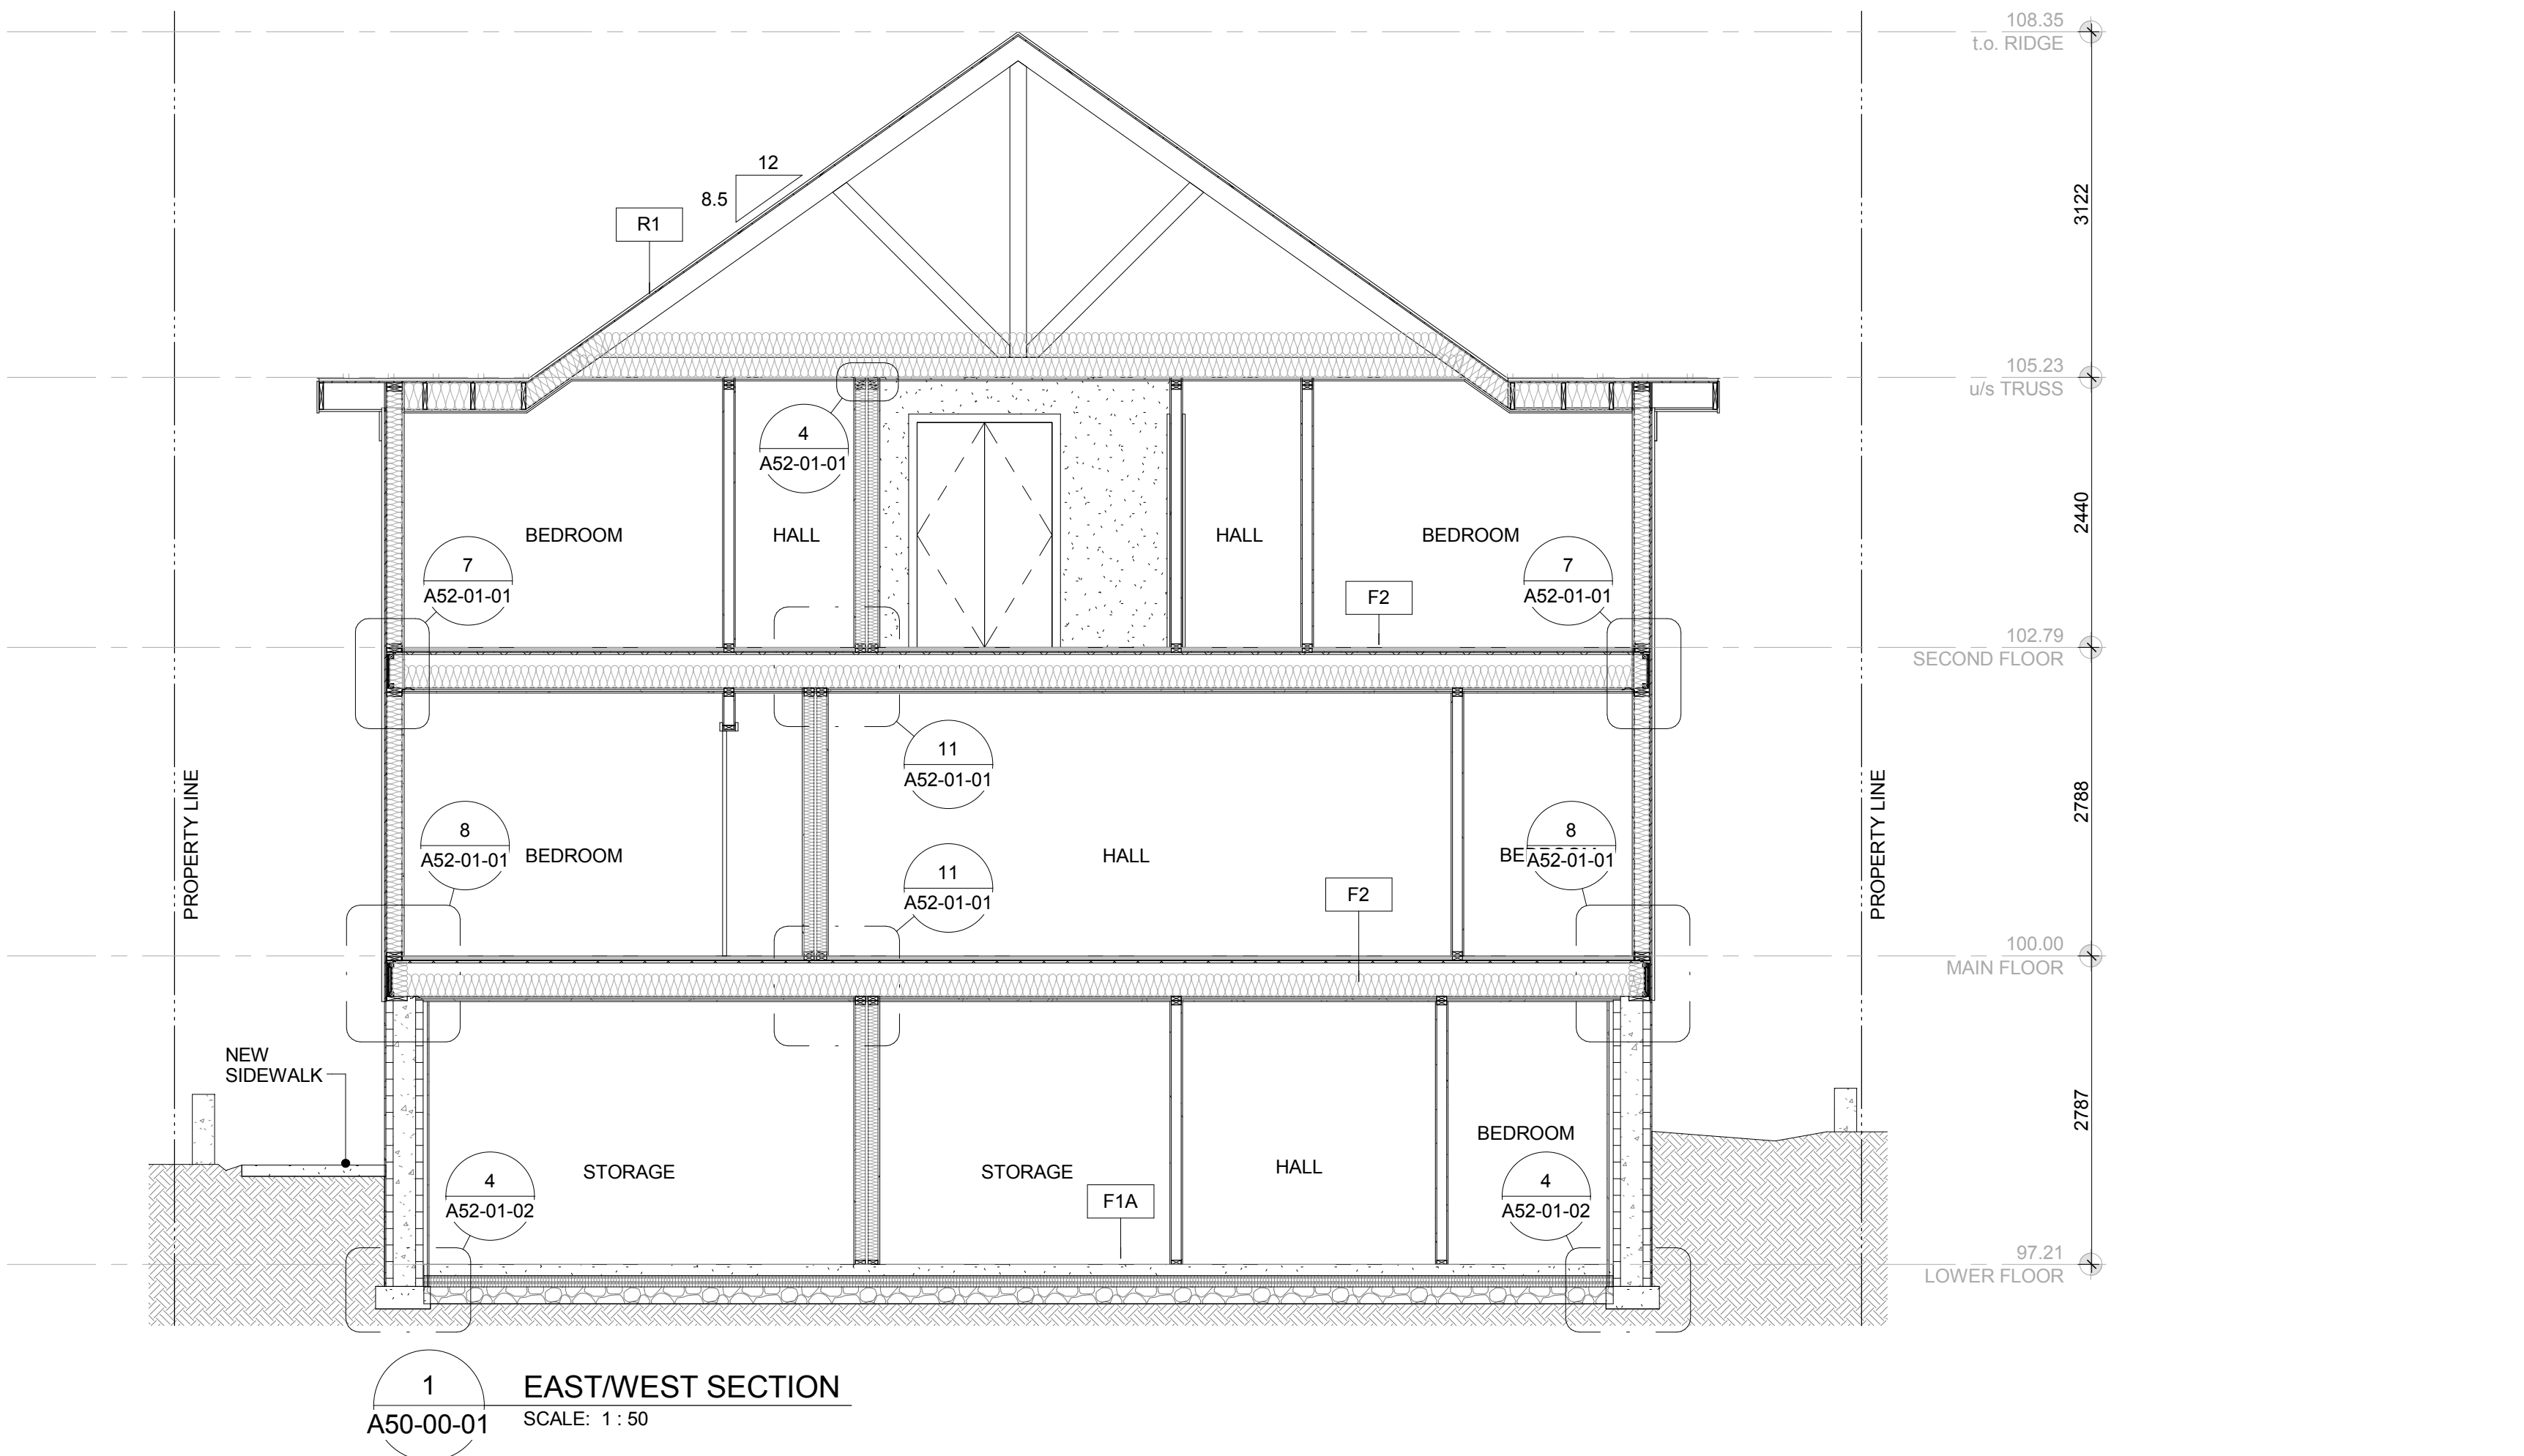 108.35
t.o. RIDGE
12
8.5
R1
3122
105.23
u/s TRUSS
4
A52-01-01
2440
BEDROOM
HALL
HALL
BEDROOM
7
A52-01-01
7
A52-01-01
F2
102.79
SECOND FLOOR
11
A52-01-01
2788
PROPERTY LINE
PROPERTY LINE
8
A52-01-01
BEDROOM
HALL
8
A52-01-01
11
A52-01-01
F2
100.00
MAIN FLOOR
NEW
SIDEWALK
2787
BEDROOM
STORAGE
STORAGE
HALL
4
A52-01-02
F1A
4
A52-01-02
97.21
LOWER FLOOR
1
A50-00-01
EAST/WEST SECTION
SCALE: 1 : 50